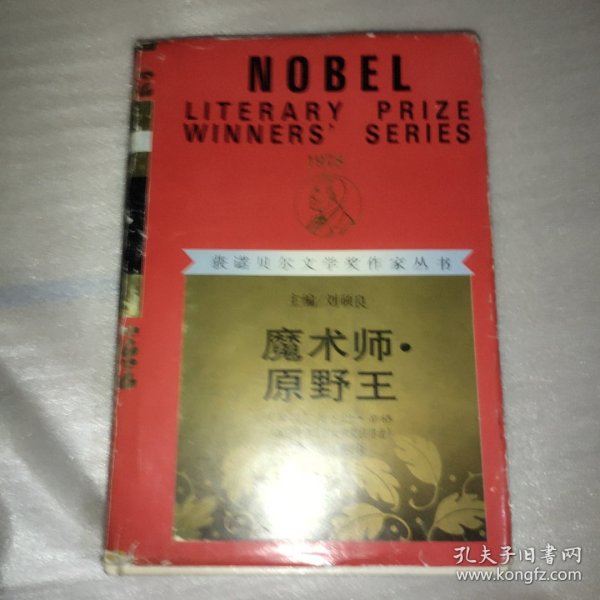 NOBEL
LITERARY PRIZE
WINNERS' SERIES
1978
获诺贝尔文学奖作家丛书
主编/刘硕良
魔术师·
原野王
孔夫子旧书网
www.kongfz.com